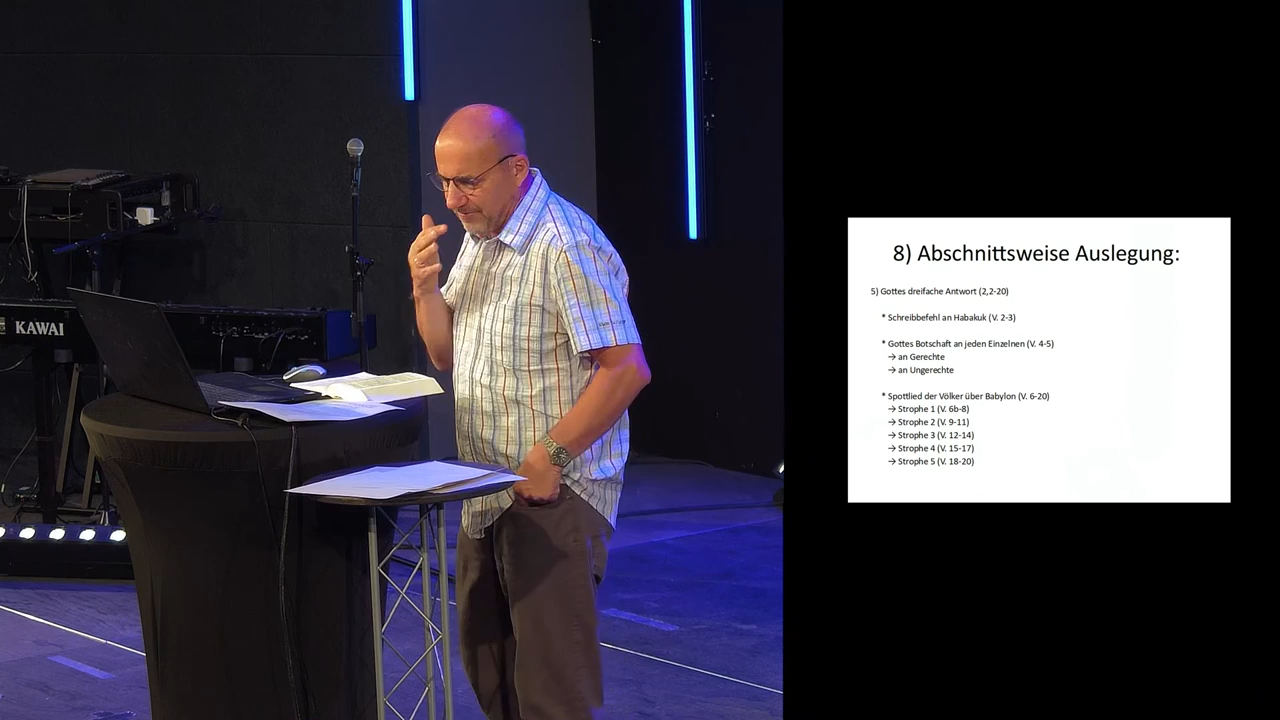 KAWAI
8) Abschnittsweise Auslegung:
5) Gottes dreifache Antwort (2,2-20)
* Schreibbefehl an Habakuk (V. 2-3)
* Gottes Botschaft an jeden Einzelnen (V. 4-5)
→ an Gerechte
→ an Ungerechte
* Spottlied der Völker über Babylon (V. 6-20)
→ Strophe 1 (V. 6b-8)
→ Strophe 2 (V. 9-11)
→ Strophe 3 (V. 12-14)
→ Strophe 4 (V. 15-17)
→ Strophe 5 (V. 18-20)